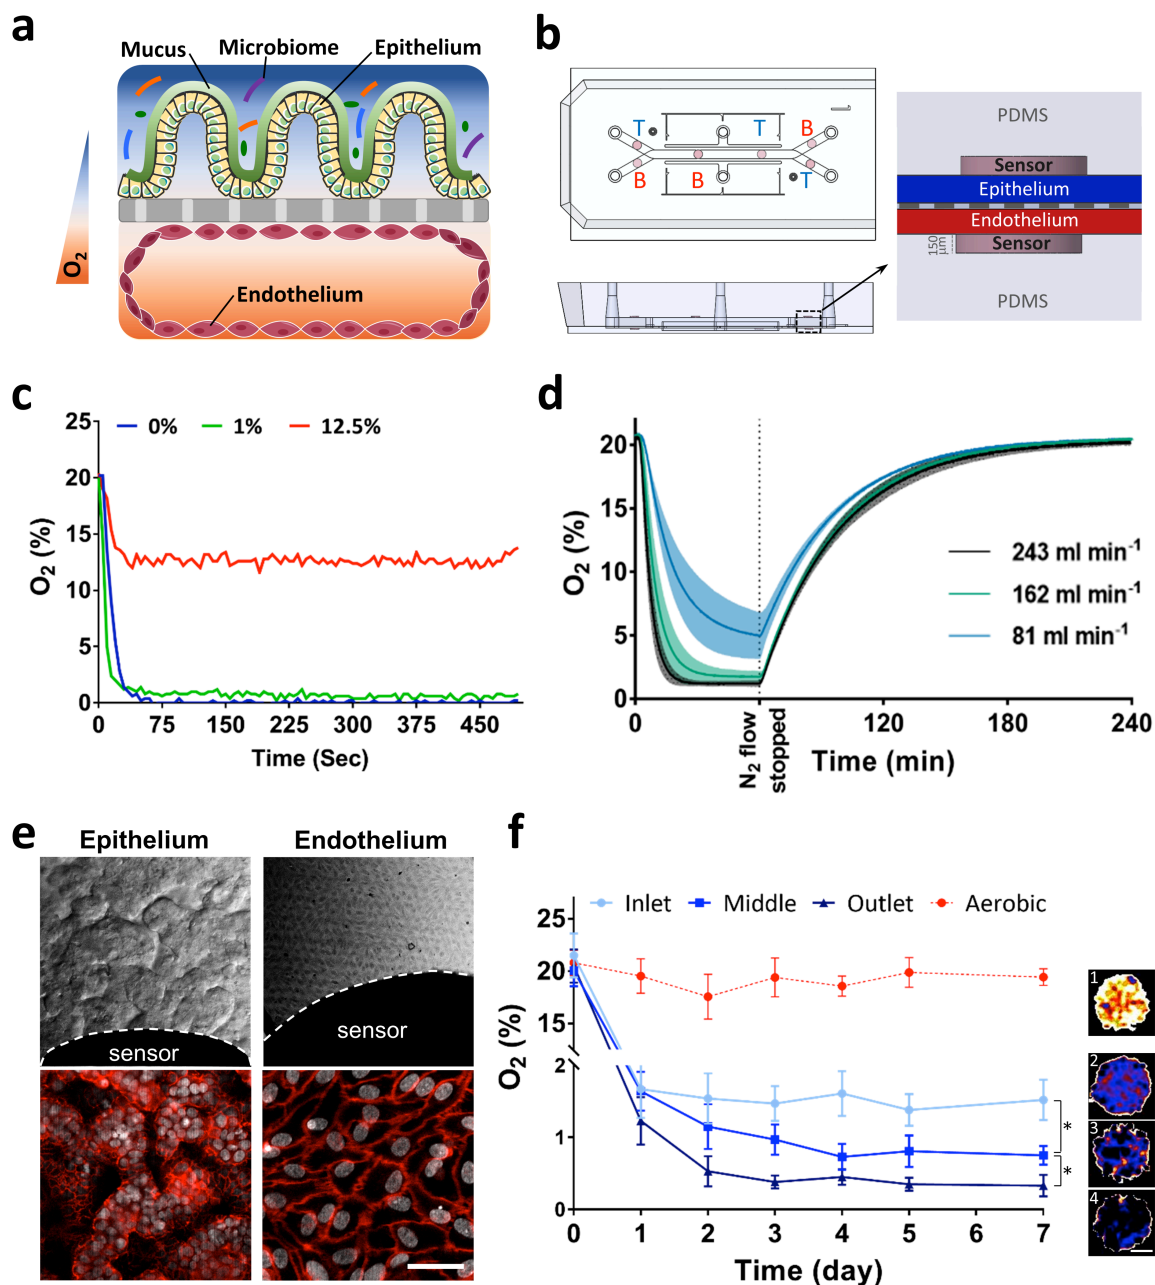 a
Mucus
Microbiome
Epithelium
O2
Endothelium
b
T
T
B
B
B
T
PDMS
Sensor
Epithelium
Endothelium
Sensor
150
μm
PDMS
c
0% 1% 12.5%
25
20
15
10
5
0
O2 (%)
0 75 150 225 300 375 450
Time (Sec)
d
20
15
10
5
0
O2 (%)
243 ml min-1
162 ml min-1
81 ml min-1
0 120 180 240
N2 flow
stopped
Time (min)
e
Epithelium Endothelium
sensor
sensor
f
Inlet Middle Outlet Aerobic
25
20
15
2
1
0
O2 (%)
*
*
0 1 2 3 4 5 6 7
Time (day)
1
2
3
4